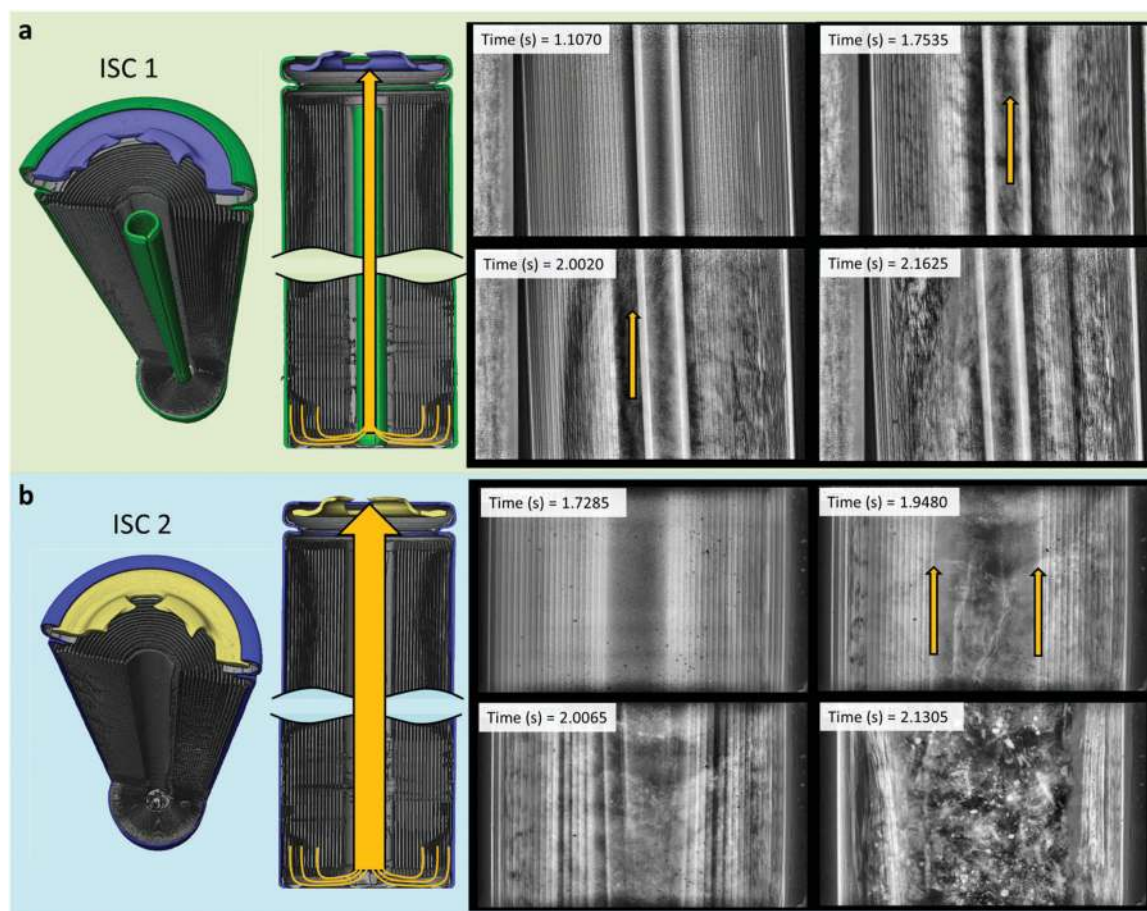 a
ISC 1
Time (s) = 1.1070
Time (s) = 1.7535
Time (s) = 2.0020
Time (s) = 2.1625
b
ISC 2
Time (s) = 1.7285
Time (s) = 1.9480
Time (s) = 2.0065
Time (s) = 2.1305